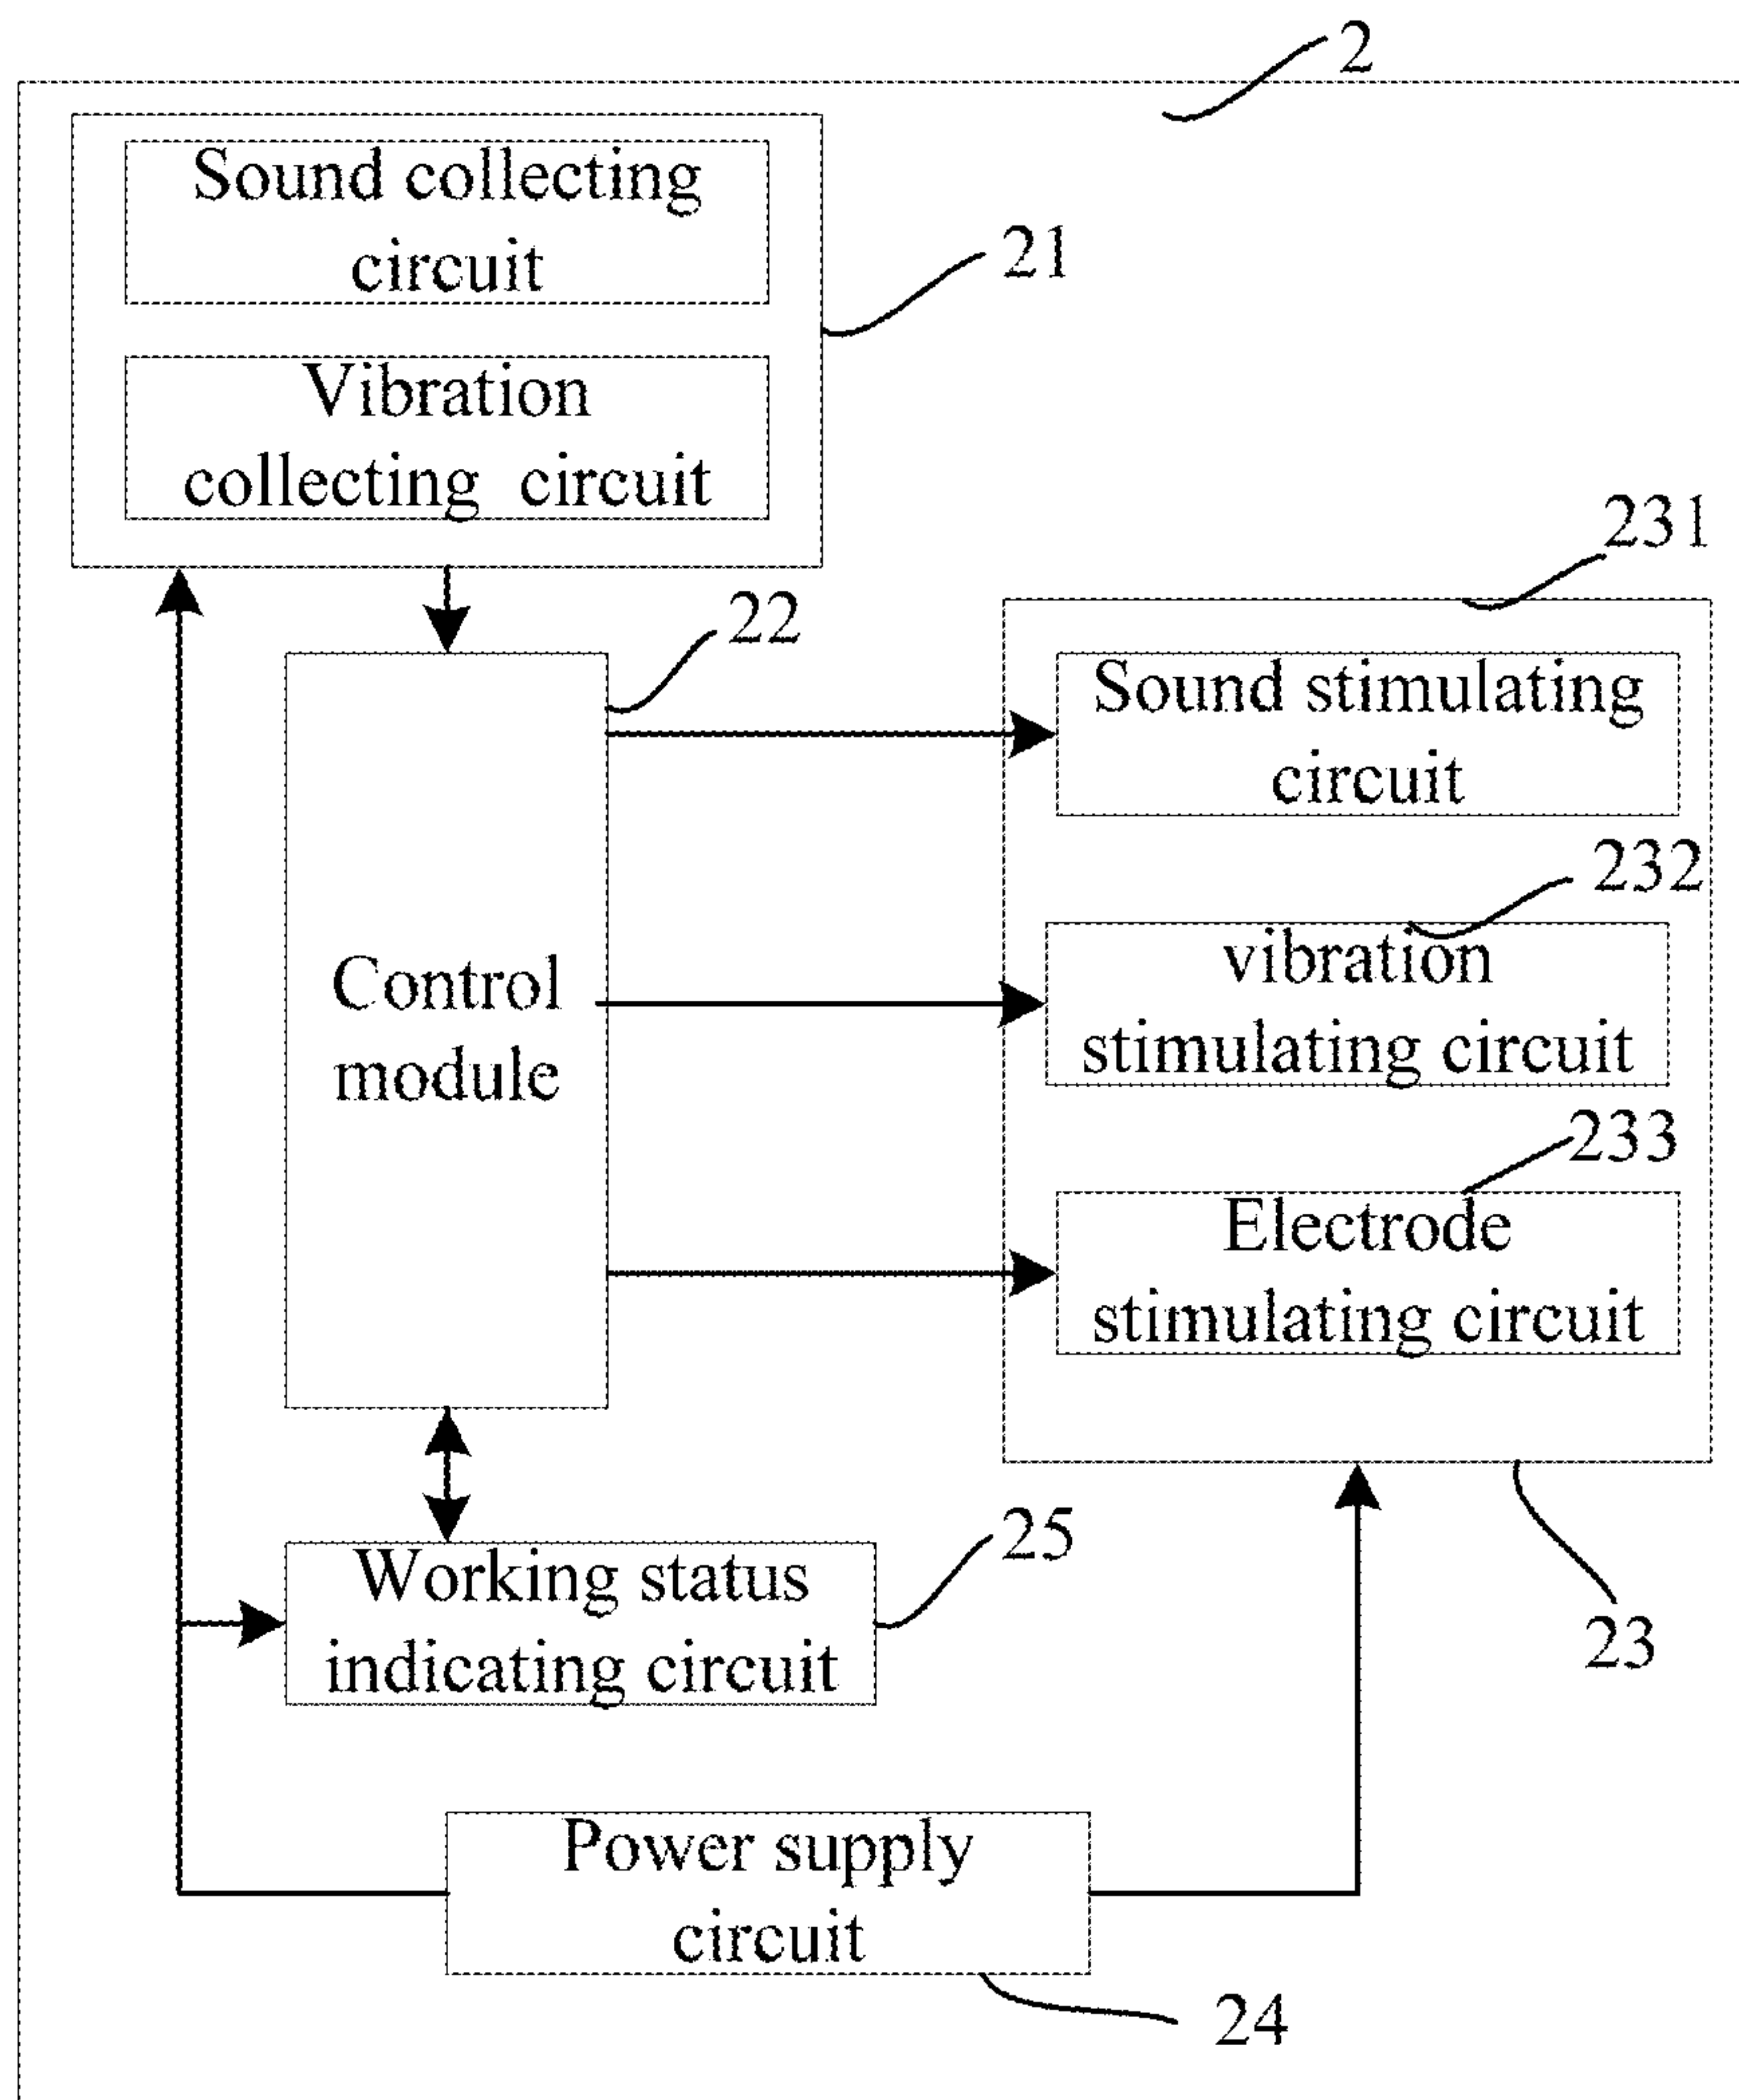 2
Sound collecting
circuit
21
Vibration
collecting circuit
231
22
Sound stimulating
circuit
232
vibration
stimulating circuit
Control
module
233
Electrode
stimulating circuit
25
Working status
indicating circuit
23
Power supply
circuit
24